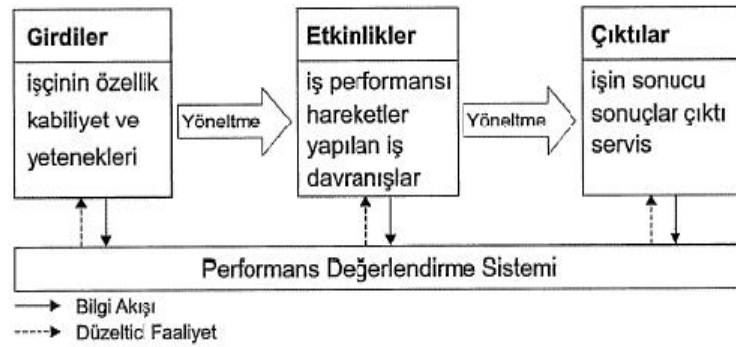 Girdiler
işçinin özellik
kabiliyet ve
yetenekleri
Yöneltme
Etkinlikler
iş performansı
hareketler
yapılan iş
davranışlar
Yöneltme
Çıktılar
işin sonucu
sonuçlar çıktı
servis
Performans Değerlendirme Sistemi
Bilgi Akışı
Düzeltici Faaliyet